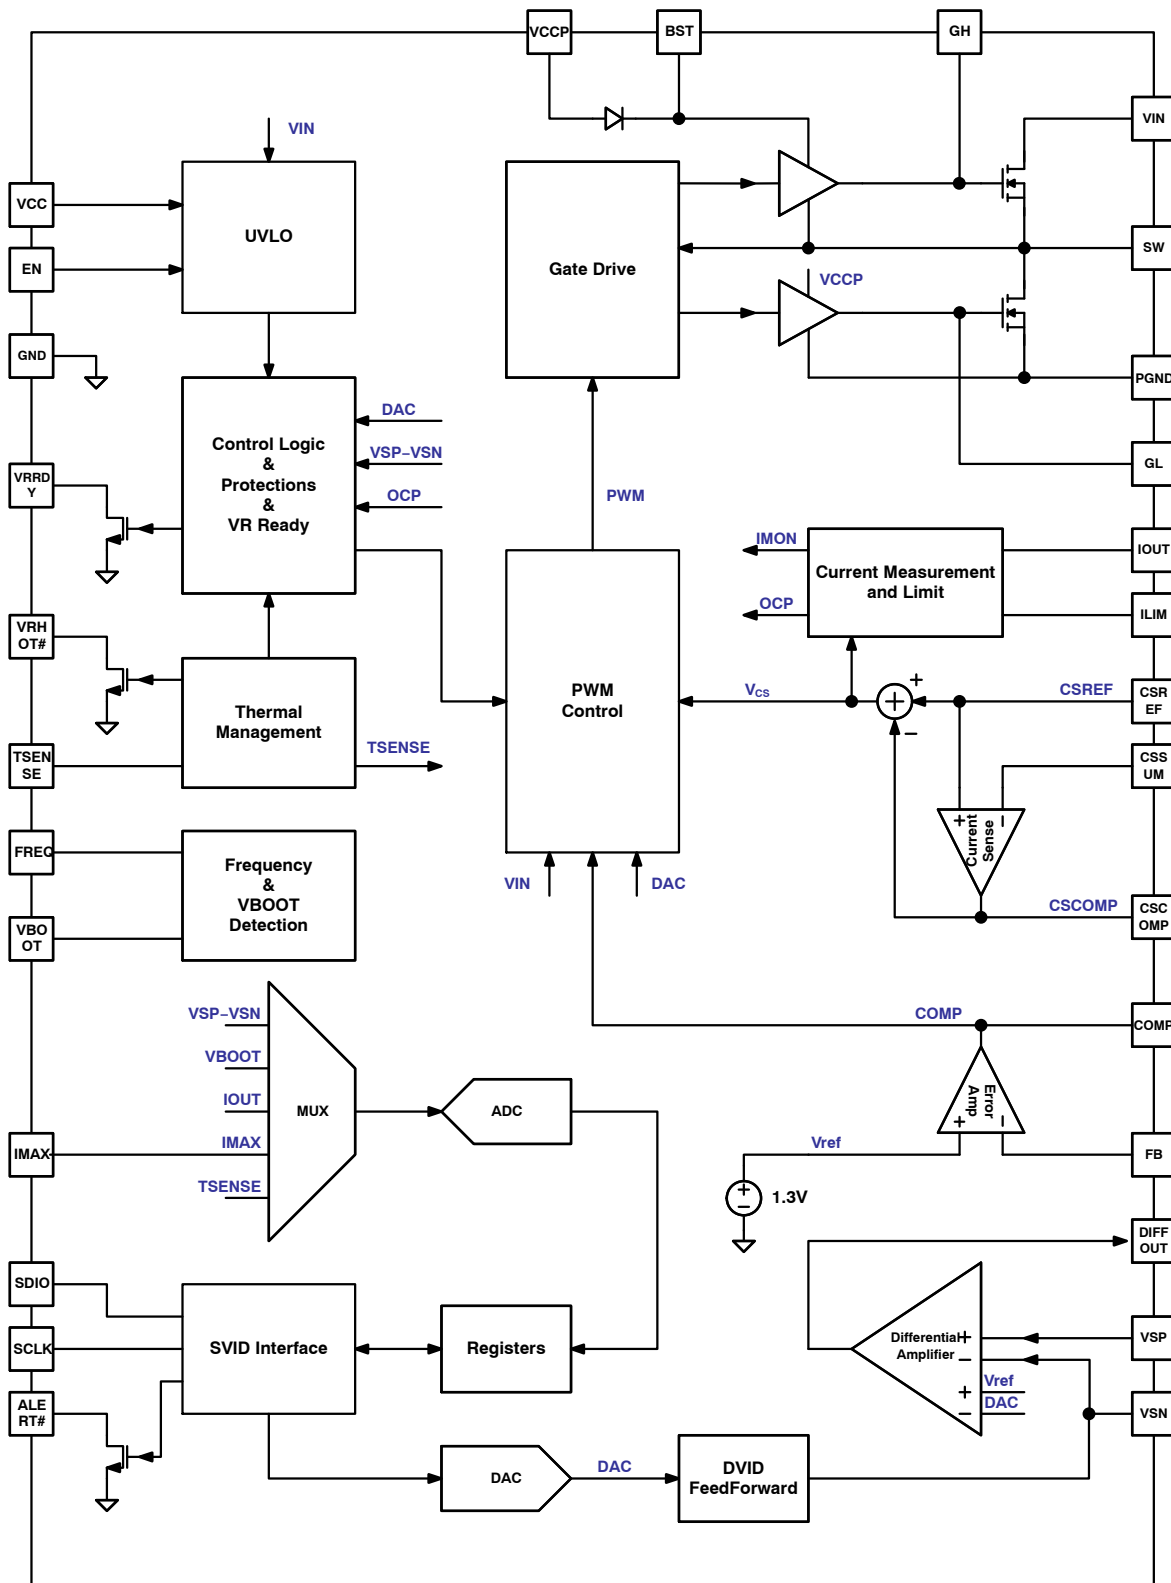 VCCP
BST
GH
VIN
VIN
VCC
UVLO
SW
EN
Gate Drive
VCCP
GND
PGND
DAC
Control Logic
&
Protections
&
VR Ready
VSP–VSN
OCP
GL
VRRD
Y
PWM
IMON
OCP
Current Measurement
and Limit
IOUT
ILIM
VRH
OT#
Thermal
Management
TSENSE
TSEN
SE
PWM
Control
VCS
+
+
−
CSREF
CSR
EF
CSS
UM
+
−
Current
Sense
FREQ
Frequency
&
VBOOT
Detection
VIN
DAC
CSCOMP
CSC
OMP
VBO
OT
VSP–VSN
VBOOT
IOUT
IMAX
TSENSE
MUX
ADC
COMP
COMP
Error
Amp
+
−
IMAX
Vref
FB
+
−
1.3V
DIFF
OUT
SDIO
SCLK
SVID Interface
Registers
Differential
Amplifier
+
−
+
−
Vref
DAC
VSP
VSN
ALE
RT#
DAC
DAC
DVID
FeedForward